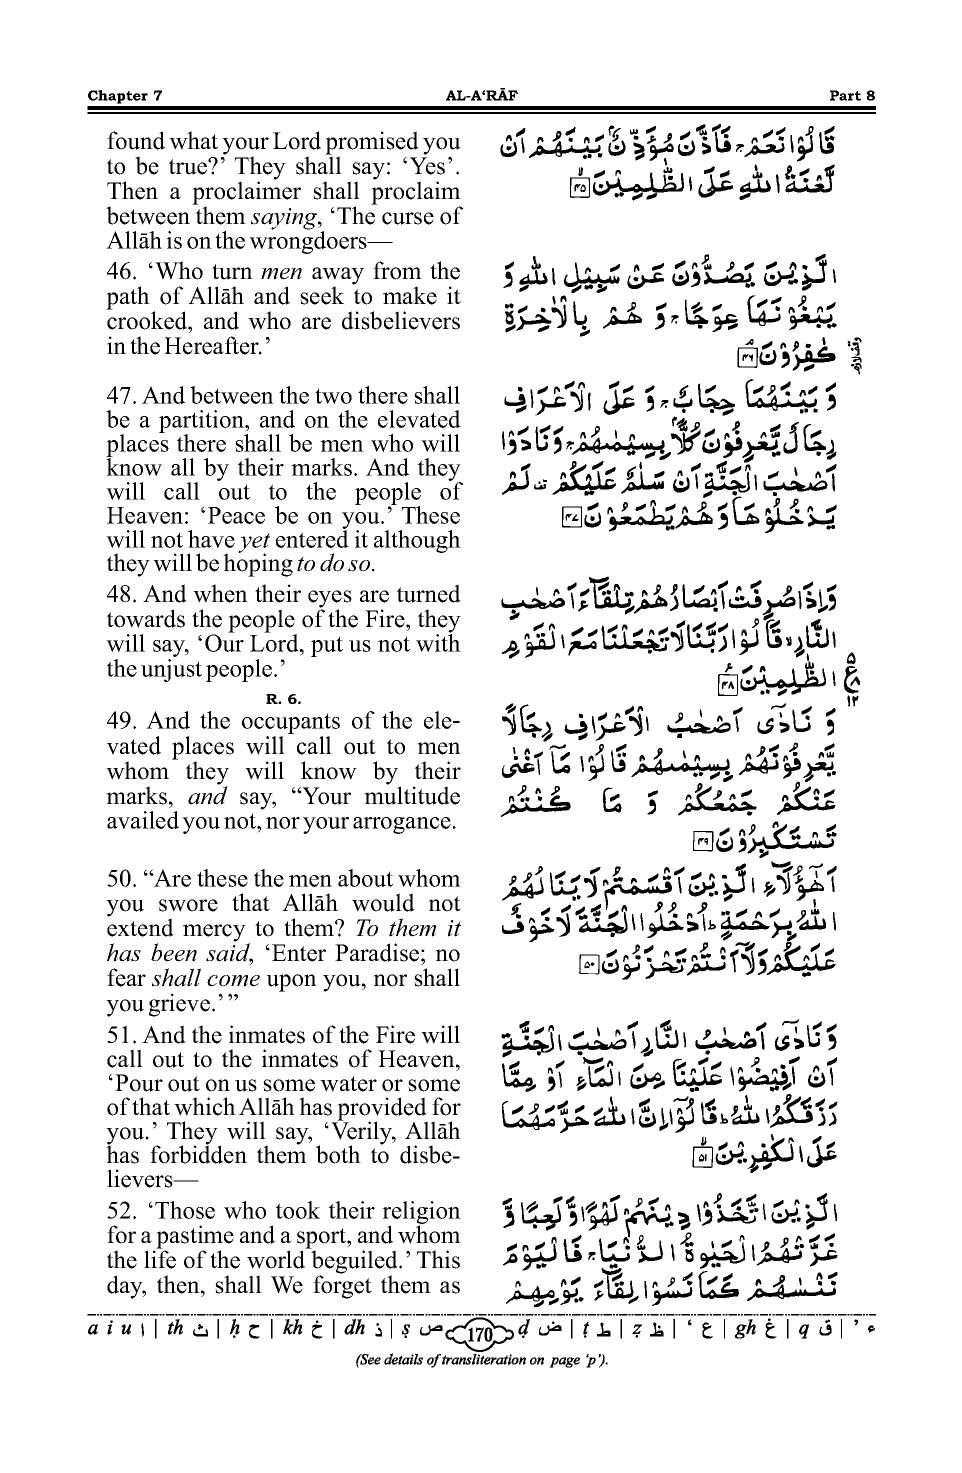 Chapter 7 AL-A‘RĀF Part 8
found what your Lord promised you
to be true?’ They shall say: ‘Yes’.
Then a proclaimer shall proclaim
between them saying, ‘The curse of
Allāh is on the wrongdoers—
قَالُوْا نَعَمْ ۚ فَاَذَّنَ مُؤَذِّنٌۢ بَيْنَهُمْ اَنْ
لَّعْنَةُ اللّٰهِ عَلَى الظّٰلِمِيْنَ ۙ﴿۴۵﴾
46. ‘Who turn men away from the
path of Allāh and seek to make it
crooked, and who are disbelievers
in the Hereafter.’
الَّذِيْنَ يَصُدُّوْنَ عَنْ سَبِيْلِ اللّٰهِ وَ
يَبْغُوْنَهَا عِوَجًا ۚ وَ هُمْ بِالْاٰخِرَةِ
كٰفِرُوْنَ ۘ﴿۴۶﴾
47. And between the two there shall
be a partition, and on the elevated
places there shall be men who will
know all by their marks. And they
will call out to the people of
Heaven: ‘Peace be on you.’ These
will not have yet entered it although
they will be hoping to do so.
وَ بَيْنَهُمَا حِجَابٌ ۚ وَ عَلَى الْاَعْرَافِ
رِجَالٌ يَّعْرِفُوْنَ كُلًّۢا بِسِيْمٰىهُمْ ۚ وَ نَادَوْا
اَصْحٰبَ الْجَنَّةِ اَنْ سَلٰمٌ عَلَيْكُمْ ۟ لَمْ
يَدْخُلُوْهَا وَ هُمْ يَطْمَعُوْنَ ﴿۴۷﴾
48. And when their eyes are turned
towards the people of the Fire, they
will say, ‘Our Lord, put us not with
the unjust people.’
وَ اِذَا صُرِفَتْ اَبْصَارُهُمْ تِلْقَآءَ اَصْحٰبِ
النَّارِ ۙ قَالُوْا رَبَّنَا لَا تَجْعَلْنَا مَعَ الْقَوْمِ
الظّٰلِمِيْنَ ﴿۴۸﴾
۵
ع ۸
۱۲
R. 6.
49. And the occupants of the ele-
vated places will call out to men
whom they will know by their
marks, and say, “Your multitude
availed you not, nor your arrogance.
وَ نَادٰۤى اَصْحٰبُ الْاَعْرَافِ رِجَالًا
يَّعْرِفُوْنَهُمْ بِسِيْمٰىهُمْ قَالُوْا مَاۤ اَغْنٰى
عَنْكُمْ جَمْعُكُمْ وَ مَا كُنْتُمْ
تَسْتَكْبِرُوْنَ ﴿۴۹﴾
50. “Are these the men about whom
you swore that Allāh would not
extend mercy to them? To them it
has been said, ‘Enter Paradise; no
fear shall come upon you, nor shall
you grieve.’ ”
اَهٰۤؤُلَآءِ الَّذِيْنَ اَقْسَمْتُمْ لَا يَنَالُهُمُ
اللّٰهُ بِرَحْمَةٍ ؕ اُدْخُلُوا الْجَنَّةَ لَا خَوْفٌ
عَلَيْكُمْ وَ لَاۤ اَنْتُمْ تَحْزَنُوْنَ ﴿۵۰﴾
51. And the inmates of the Fire will
call out to the inmates of Heaven,
‘Pour out on us some water or some
of that which Allāh has provided for
you.’ They will say, ‘Verily, Allāh
has forbidden them both to disbe-
lievers—
وَ نَادٰۤى اَصْحٰبُ النَّارِ اَصْحٰبَ الْجَنَّةِ
اَنْ اَفِيْضُوْا عَلَيْنَا مِنَ الْمَآءِ اَوْ مِمَّا
رَزَقَكُمُ اللّٰهُ ؕ قَالُوْۤا اِنَّ اللّٰهَ حَرَّمَهُمَا
عَلَى الْكٰفِرِيْنَ ۙ﴿۵۱﴾
52. ‘Those who took their religion
for a pastime and a sport, and whom
the life of the world beguiled.’ This
day, then, shall We forget them as
الَّذِيْنَ اتَّخَذُوْا دِيْنَهُمْ لَهْوًا وَّ لَعِبًا وَّ
غَرَّتْهُمُ الْحَيٰوةُ الدُّنْيَا ۚ فَالْيَوْمَ
نَنْسٰىهُمْ كَمَا نَسُوْا لِقَآءَ يَوْمِهِمْ
a i u ا | th ث | ḥ ح | kh خ | dh ذ | ṣ ص 170 ḍ ض | ṭ ط | ẓ ظ | ‘ ع | gh غ | q ق | ’ ء
(See details of transliteration on page ‘p’).